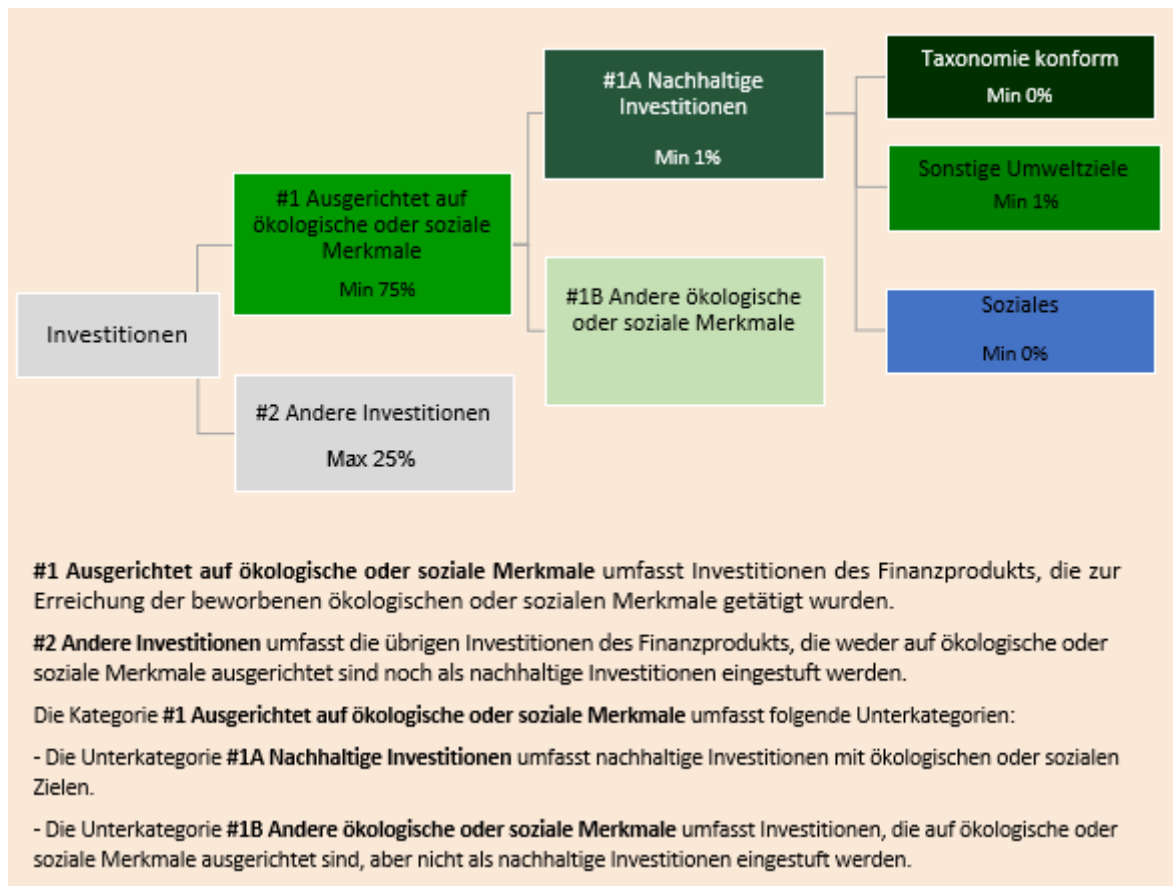 Investitionen
#1 Ausgerichtet auf
ökologische oder soziale
Merkmale
Min 75%
#2 Andere Investitionen
Max 25%
#1A Nachhaltige
Investitionen
Min 1%
#1B Andere ökologische
oder soziale Merkmale
Taxonomie konform
Min 0%
Sonstige Umweltziele
Min 1%
Soziales
Min 0%
#1 Ausgerichtet auf ökologische oder soziale Merkmale umfasst Investitionen des Finanzprodukts, die zur
Erreichung der beworbenen ökologischen oder sozialen Merkmale getätigt wurden.
#2 Andere Investitionen umfasst die übrigen Investitionen des Finanzprodukts, die weder auf ökologische oder
soziale Merkmale ausgerichtet sind noch als nachhaltige Investitionen eingestuft werden.
Die Kategorie #1 Ausgerichtet auf ökologische oder soziale Merkmale umfasst folgende Unterkategorien:
- Die Unterkategorie #1A Nachhaltige Investitionen umfasst nachhaltige Investitionen mit ökologischen oder sozialen
Zielen.
- Die Unterkategorie #1B Andere ökologische oder soziale Merkmale umfasst Investitionen, die auf ökologische oder
soziale Merkmale ausgerichtet sind, aber nicht als nachhaltige Investitionen eingestuft werden.